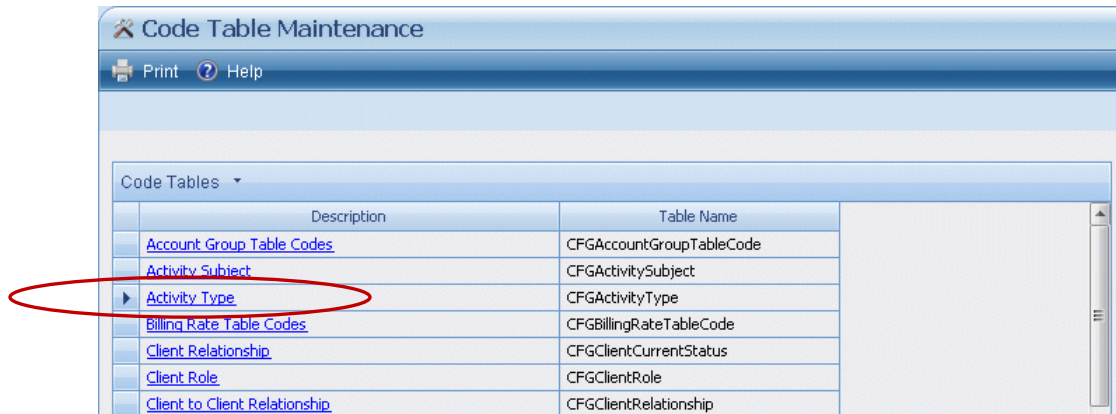 Code Table Maintenance
Print Help
Code Tables
Description Table Name
Account Group Table Codes CFGAccountGroupTableCode
Activity Subject CFGActivitySubject
Activity Type CFGActivityType
Billing Rate Table Codes CFGBillingRateTableCode
Client Relationship CFGClientCurrentStatus
Client Role CFGClientRole
Client to Client Relationship CFGClientRelationship